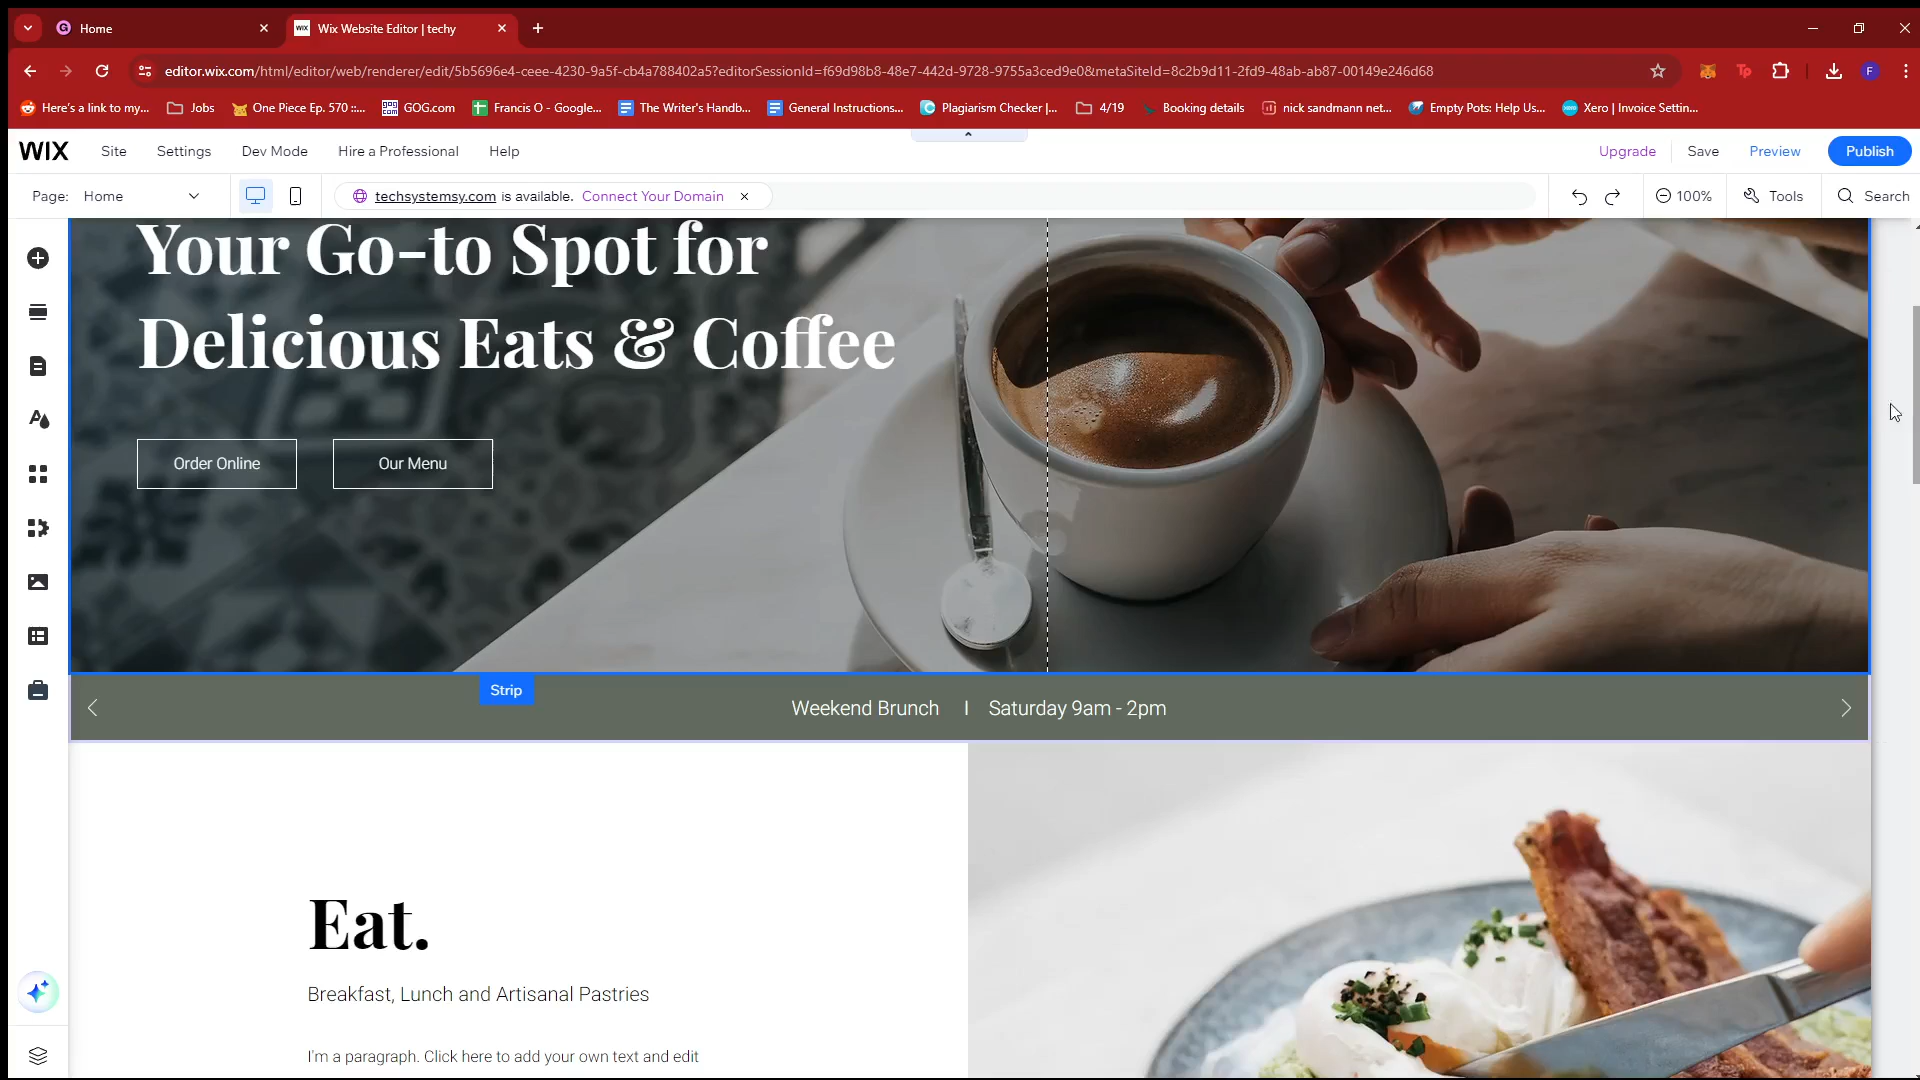 Home
WIX Wix Website Editor | techy
editor.wix.com/html/editor/web/renderer/edit/5b5696e4-ceee-4230-9a5f-cb4a788402a5?editorSessionId=f69d98b8-48e7-442d-9728-9755a3ced9e0&metaSiteId=8c2b9d11-2fd9-48ab-ab87-00149e246d68
Tp
F
Here's a link to my...
Jobs
One Piece Ep. 570 ::...
GOG.com
Francis O - Google...
The Writer's Handb...
General Instructions...
Plagiarism Checker |...
4/19
Booking details
nick sandmann net...
Empty Pots: Help Us...
Xero | Invoice Settin...
WIX Site Settings Dev Mode Hire a Professional Help Upgrade Save Preview Publish
Page: Home techsystemsy.com is available. Connect Your Domain 100% Tools Search
Your Go-to Spot for
Delicious Eats & Coffee
Order Online Our Menu
Strip
Weekend Brunch | Saturday 9am - 2pm
Eat.
Breakfast, Lunch and Artisanal Pastries
I'm a paragraph. Click here to add your own text and edit